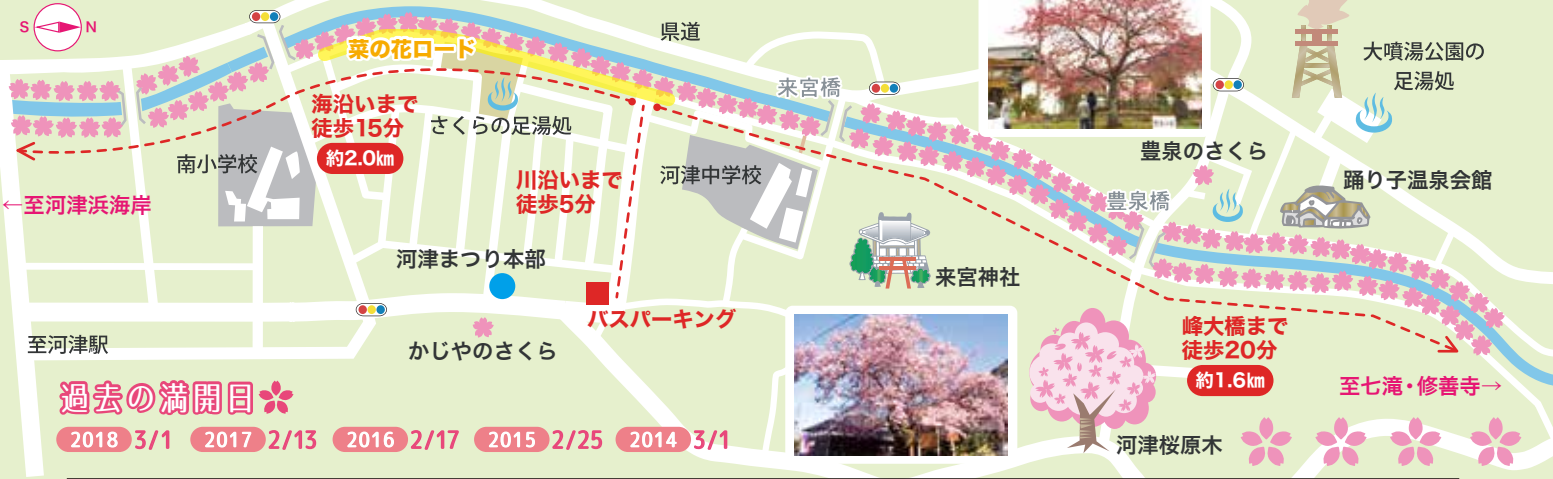 S N
県道
菜の花ロード
来宮橋
大噴湯公園の
足湯処
海沿いまで
徒歩15分
約2.0km
さくらの足湯処
南小学校
川沿いまで
徒歩5分
河津中学校
豊泉のさくら
踊り子温泉会館
豊泉橋
←至河津浜海岸
河津まつり本部
来宮神社
バスパーキング
至河津駅
かじやのさくら
峰大橋まで
徒歩20分
約1.6km
至七滝・修善寺→
過去の満開日
2018 3/1 2017 2/13 2016 2/17 2015 2/25 2014 3/1
河津桜原木